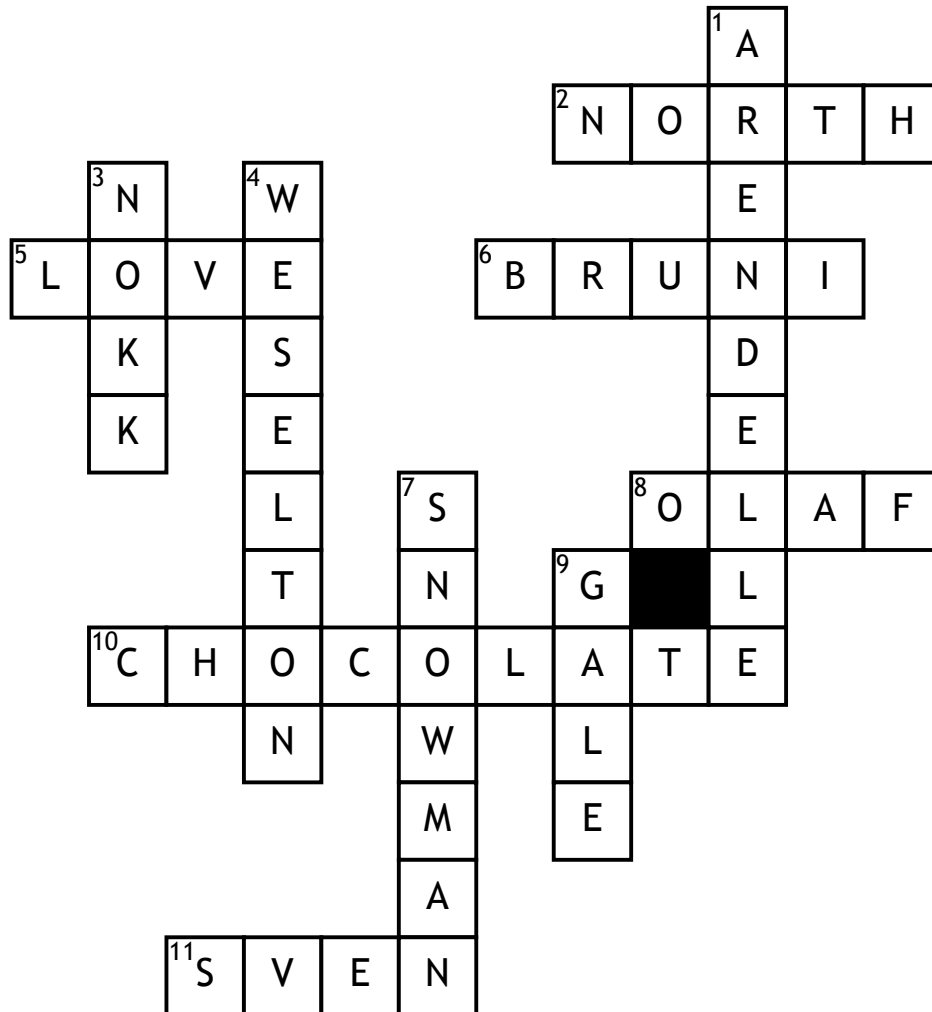 1 A
2 N O R T H
3 N 4 W E
5 L O V E 6 B R U N I
K S D
K E E
L 7 S 8 O L A F
T N 9 G L
10 C H O C O L A T E
N W L
M E
A
11 S V E N